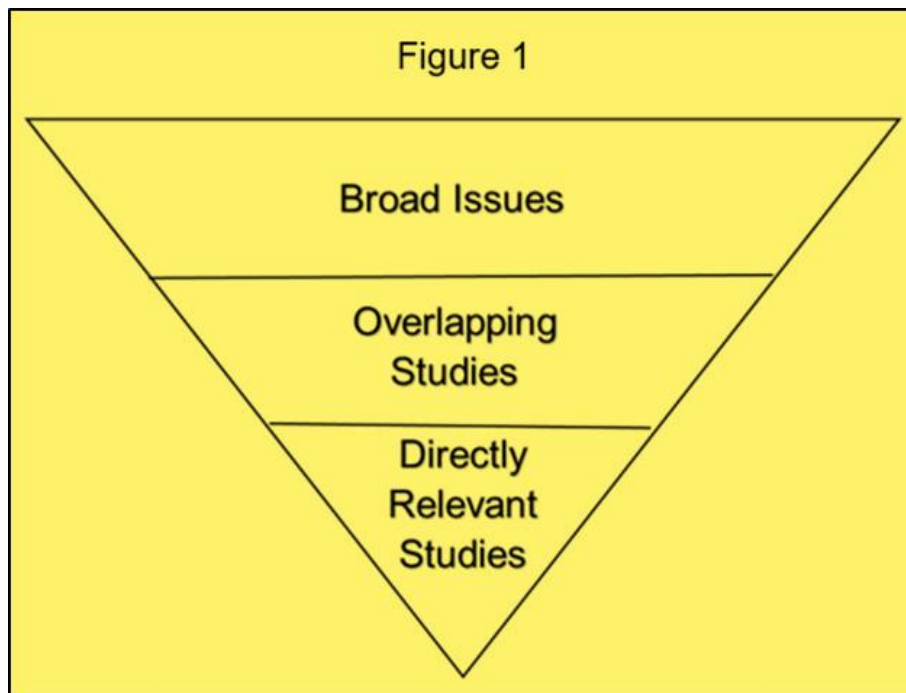 Figure 1
Broad Issues
Overlapping
Studies
Directly
Relevant
Studies